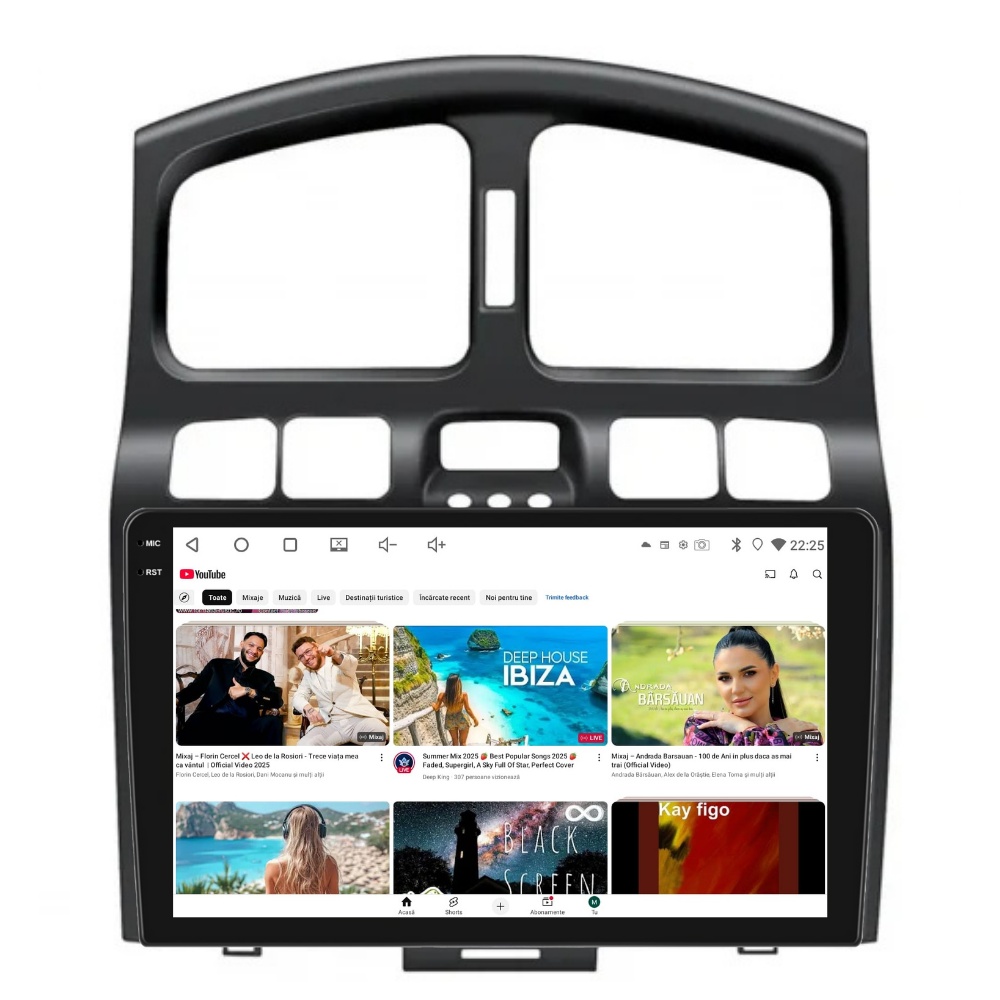 MIC
RST
22:25
YouTube
Toate
Mixaje
Muzică
Live
Destinații turistice
Încărcate recent
Noi pentru tine
Trimite feedback
DEEP HOUSE
IBIZA
LIVE
Mixaj
ANDRADA
BÂRSĂUAN
Mixaj
Mixaj – Florin Cercel ❌ Leo de la Rosiori - Trece viața mea
ca vântul | Official Video 2025
Florin Cercel, Leo de la Rosiori, Dani Mocanu și mulți alții
LIVE
Summer Mix 2025 🍓 Best Popular Songs 2025 🍓
Faded, Supergirl, A Sky Full Of Star, Perfect Cover
Deep King · 397 persoane vizionează
Mixaj – Andrada Barsauan - 100 de Ani in plus daca as mai
trai (Official Video)
Andrada Bârsăuan, Alex de la Orăștie, Elena Toma și mulți alții
BLACK
SCREEN
Kay figo
Acasă
Shorts
Abonamente
M
Tu